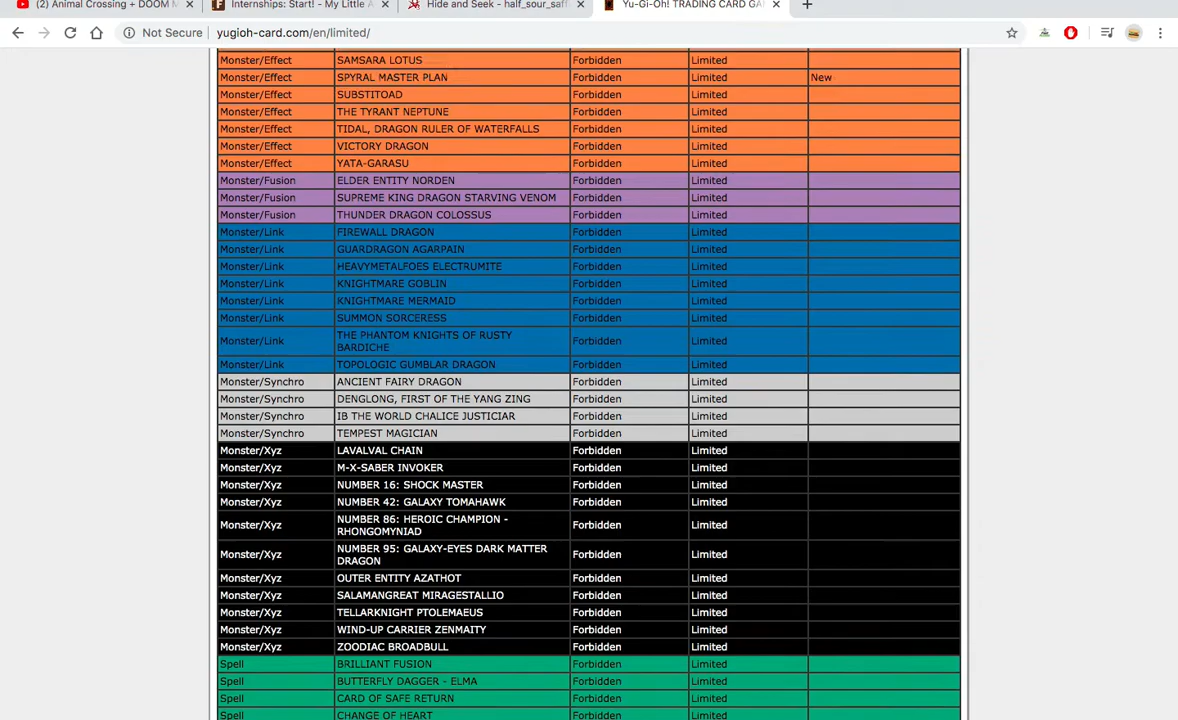 (2) Animal Crossing + DOOM M
Internships: Start! - My Little A
Hide and Seek - half_sour_saff
Yu-Gi-Oh! TRADING CARD GA
Not Secure | yugioh-card.com/en/limited/
Monster/Effect SAMSARA LOTUS Forbidden Limited
Monster/Effect SPYRAL MASTER PLAN Forbidden Limited New
Monster/Effect SUBSTITOAD Forbidden Limited
Monster/Effect THE TYRANT NEPTUNE Forbidden Limited
Monster/Effect TIDAL, DRAGON RULER OF WATERFALLS Forbidden Limited
Monster/Effect VICTORY DRAGON Forbidden Limited
Monster/Effect YATA-GARASU Forbidden Limited
Monster/Fusion ELDER ENTITY NORDEN Forbidden Limited
Monster/Fusion SUPREME KING DRAGON STARVING VENOM Forbidden Limited
Monster/Fusion THUNDER DRAGON COLOSSUS Forbidden Limited
Monster/Link FIREWALL DRAGON Forbidden Limited
Monster/Link GUARDRAGON AGARPAIN Forbidden Limited
Monster/Link HEAVYMETALFOES ELECTRUMITE Forbidden Limited
Monster/Link KNIGHTMARE GOBLIN Forbidden Limited
Monster/Link KNIGHTMARE MERMAID Forbidden Limited
Monster/Link SUMMON SORCERESS Forbidden Limited
Monster/Link THE PHANTOM KNIGHTS OF RUSTY
BARDICHE Forbidden Limited
Monster/Link TOPOLOGIC GUMBLAR DRAGON Forbidden Limited
Monster/Synchro ANCIENT FAIRY DRAGON Forbidden Limited
Monster/Synchro DENGLONG, FIRST OF THE YANG ZING Forbidden Limited
Monster/Synchro IB THE WORLD CHALICE JUSTICIAR Forbidden Limited
Monster/Synchro TEMPEST MAGICIAN Forbidden Limited
Monster/Xyz LAVALVAL CHAIN Forbidden Limited
Monster/Xyz M-X-SABER INVOKER Forbidden Limited
Monster/Xyz NUMBER 16: SHOCK MASTER Forbidden Limited
Monster/Xyz NUMBER 42: GALAXY TOMAHAWK Forbidden Limited
Monster/Xyz NUMBER 86: HEROIC CHAMPION -
RHONGOMYNIAD Forbidden Limited
Monster/Xyz NUMBER 95: GALAXY-EYES DARK MATTER
DRAGON Forbidden Limited
Monster/Xyz OUTER ENTITY AZATHOT Forbidden Limited
Monster/Xyz SALAMANGREAT MIRAGESTALLIO Forbidden Limited
Monster/Xyz TELLARKNIGHT PTOLEMAEUS Forbidden Limited
Monster/Xyz WIND-UP CARRIER ZENMAITY Forbidden Limited
Monster/Xyz ZOODIAC BROADBULL Forbidden Limited
Spell BRILLIANT FUSION Forbidden Limited
Spell BUTTERFLY DAGGER - ELMA Forbidden Limited
Spell CARD OF SAFE RETURN Forbidden Limited
Spell CHANGE OF HEART Forbidden Limited